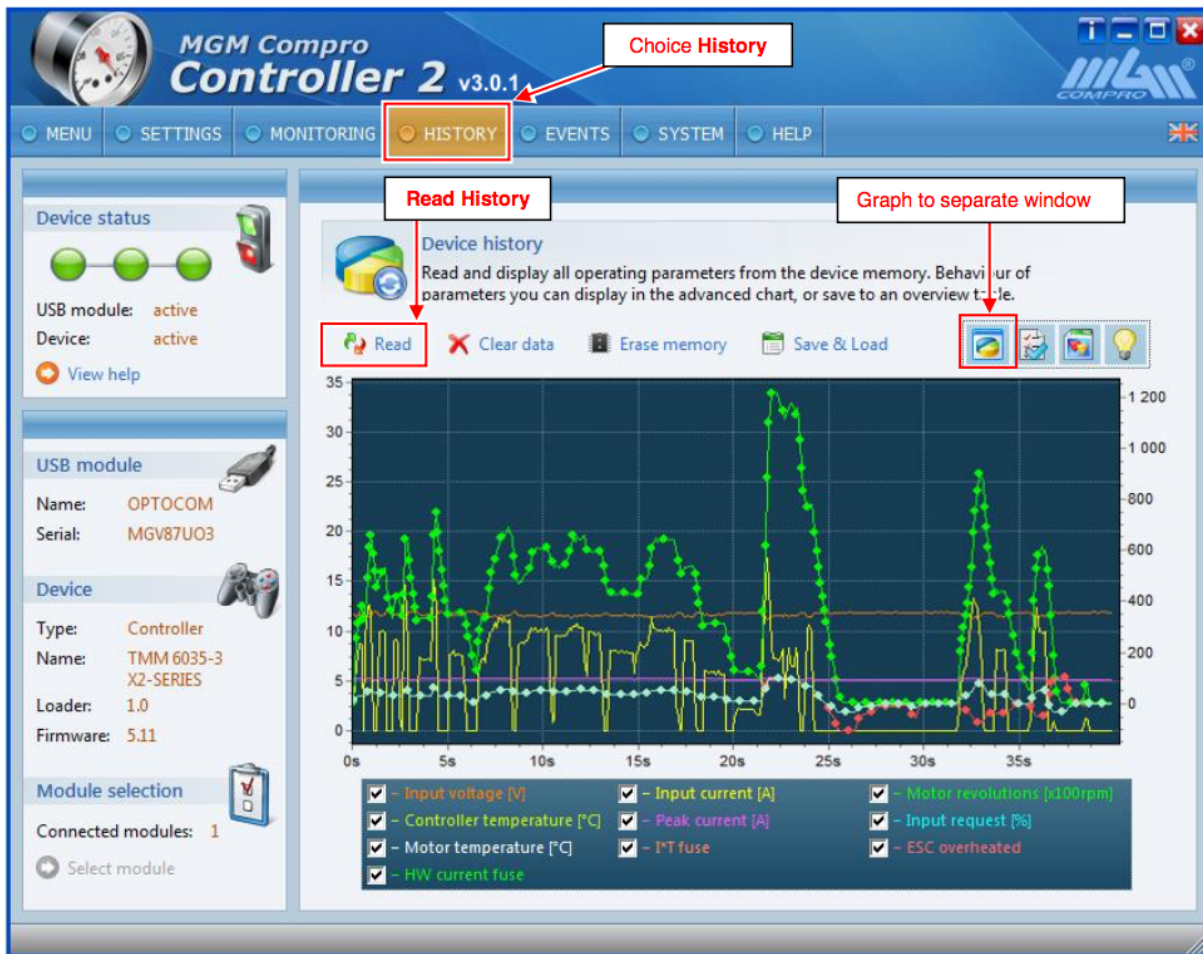 MGM Compro
Controller 2 v3.0.1
MGM
COMPRO
®
Choice History
MENU
SETTINGS
MONITORING
HISTORY
EVENTS
SYSTEM
HELP
Read History
Graph to separate window
Device status
USB module: active
Device: active
View help
USB module
Name: OPTOCOM
Serial: MGV87UO3
Device
Type: Controller
Name: TMM 6035-3
X2-SERIES
Loader: 1.0
Firmware: 5.11
Module selection
Connected modules: 1
Select module
Device history
Read and display all operating parameters from the device memory. Behaviour of
parameters you can display in the advanced chart, or save to an overview table.
Read
Clear data
Erase memory
Save & Load
35
30
25
20
15
10
5
0
1 200
1 000
800
600
400
200
0
0s 5s 10s 15s 20s 25s 30s 35s
– Input voltage [V] – Input current [A] – Motor revolutions [x100rpm]
– Controller temperature [°C] – Peak current [A] – Input request [%]
– Motor temperature [°C] – I*T fuse – ESC overheated
– HW current fuse